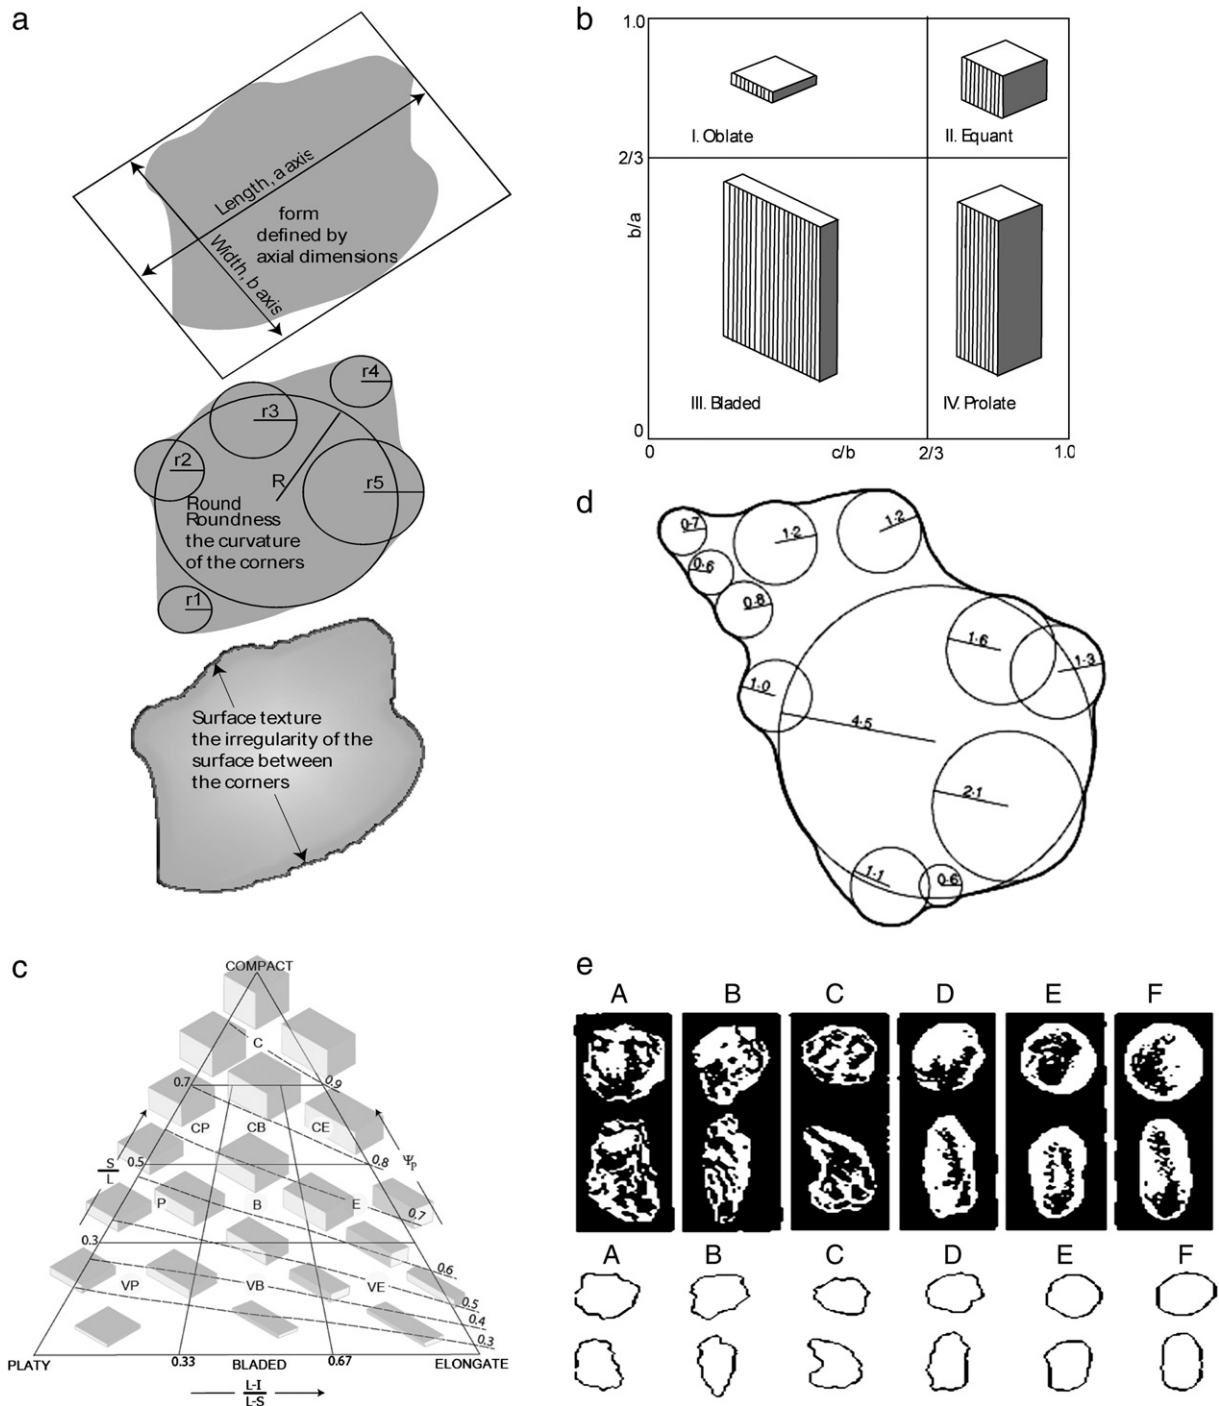 a
Length, a axis
form
defined by
axial dimensions
Width, b axis
r4
r3
r2
R
r5
Round
Roundness
the curvature
of the corners
r1
Surface texture
the irregularity of the
surface between
the corners
b
1.0
I. Oblate
II. Equant
2/3
b/a
III. Bladed
IV. Prolate
0
0
c/b
2/3
1.0
d
0·7
1·2
1·2
0·6
0·8
1·6
1·3
1·0
4·5
2·1
1·1
0·6
c
COMPACT
C
0.7
0.9
CP
CB
CE
S
L
0.5
0.8
Ψp
P
B
E
0.7
0.3
0.6
VP
VB
VE
0.5
0.4
0.3
PLATY
0.33
BLADED
0.67
ELONGATE
L-I
L-S
e
A B C D E F
A B C D E F